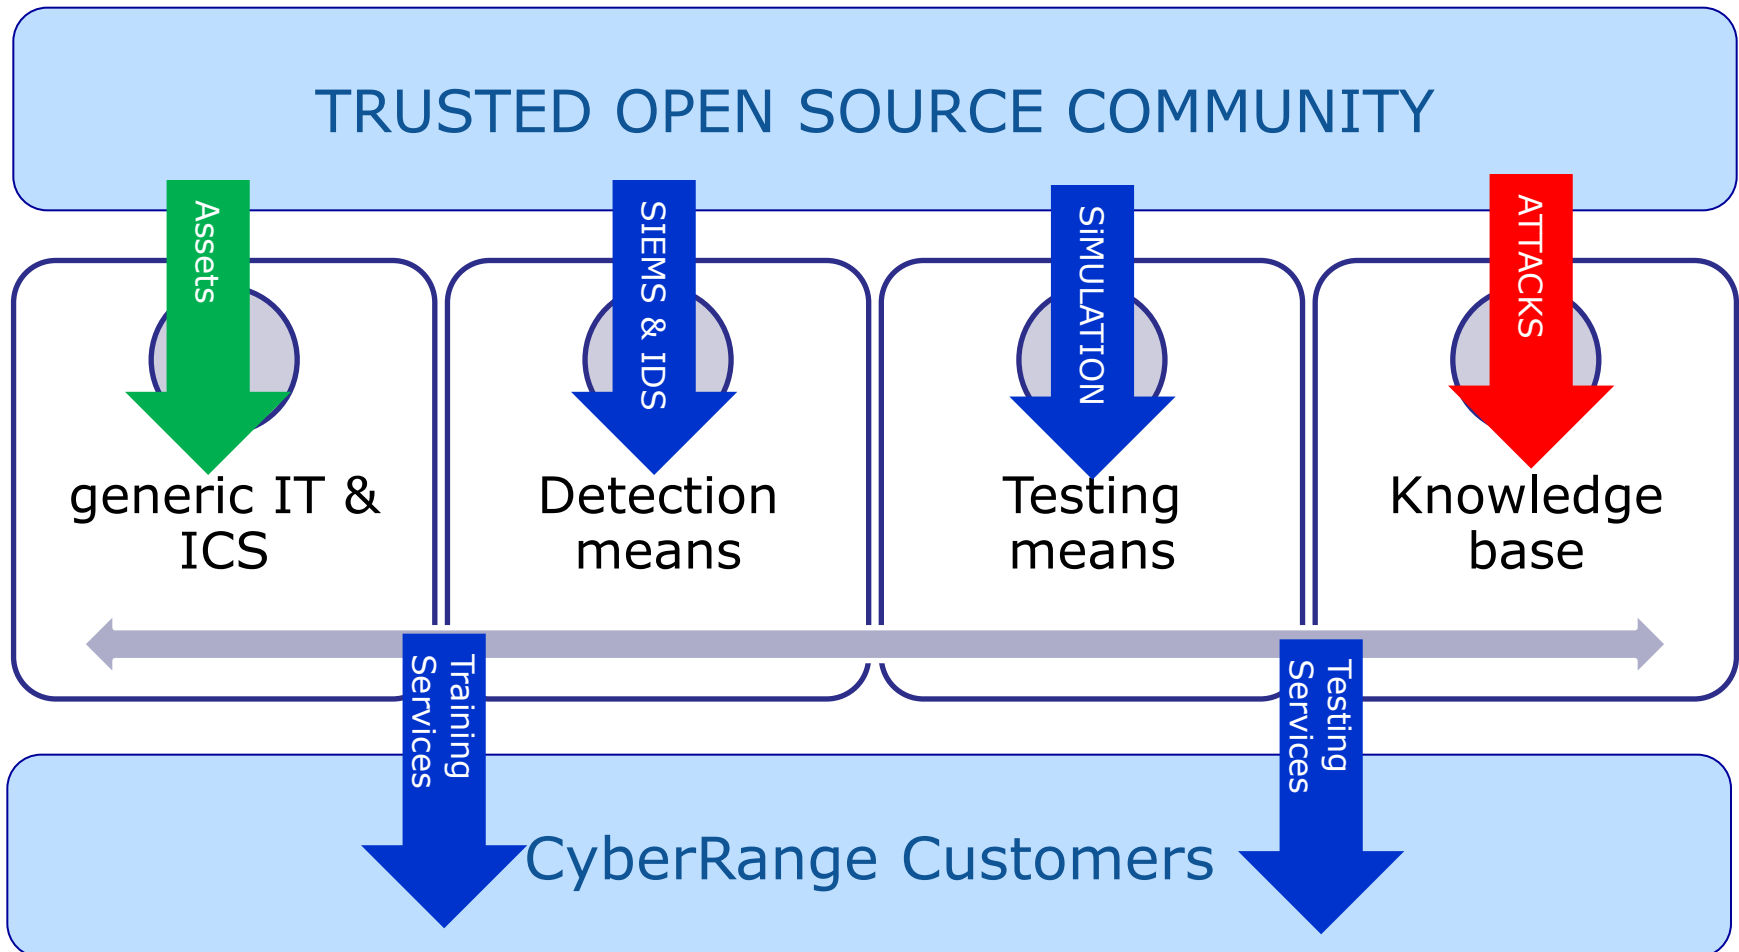 TRUSTED OPEN SOURCE COMMUNITY
Assets
SIEMS & IDS
SiMULATION
ATTACKS
generic IT &
ICS
Detection
means
Testing
means
Knowledge
base
Training
Services
Testing
Services
CyberRange Customers